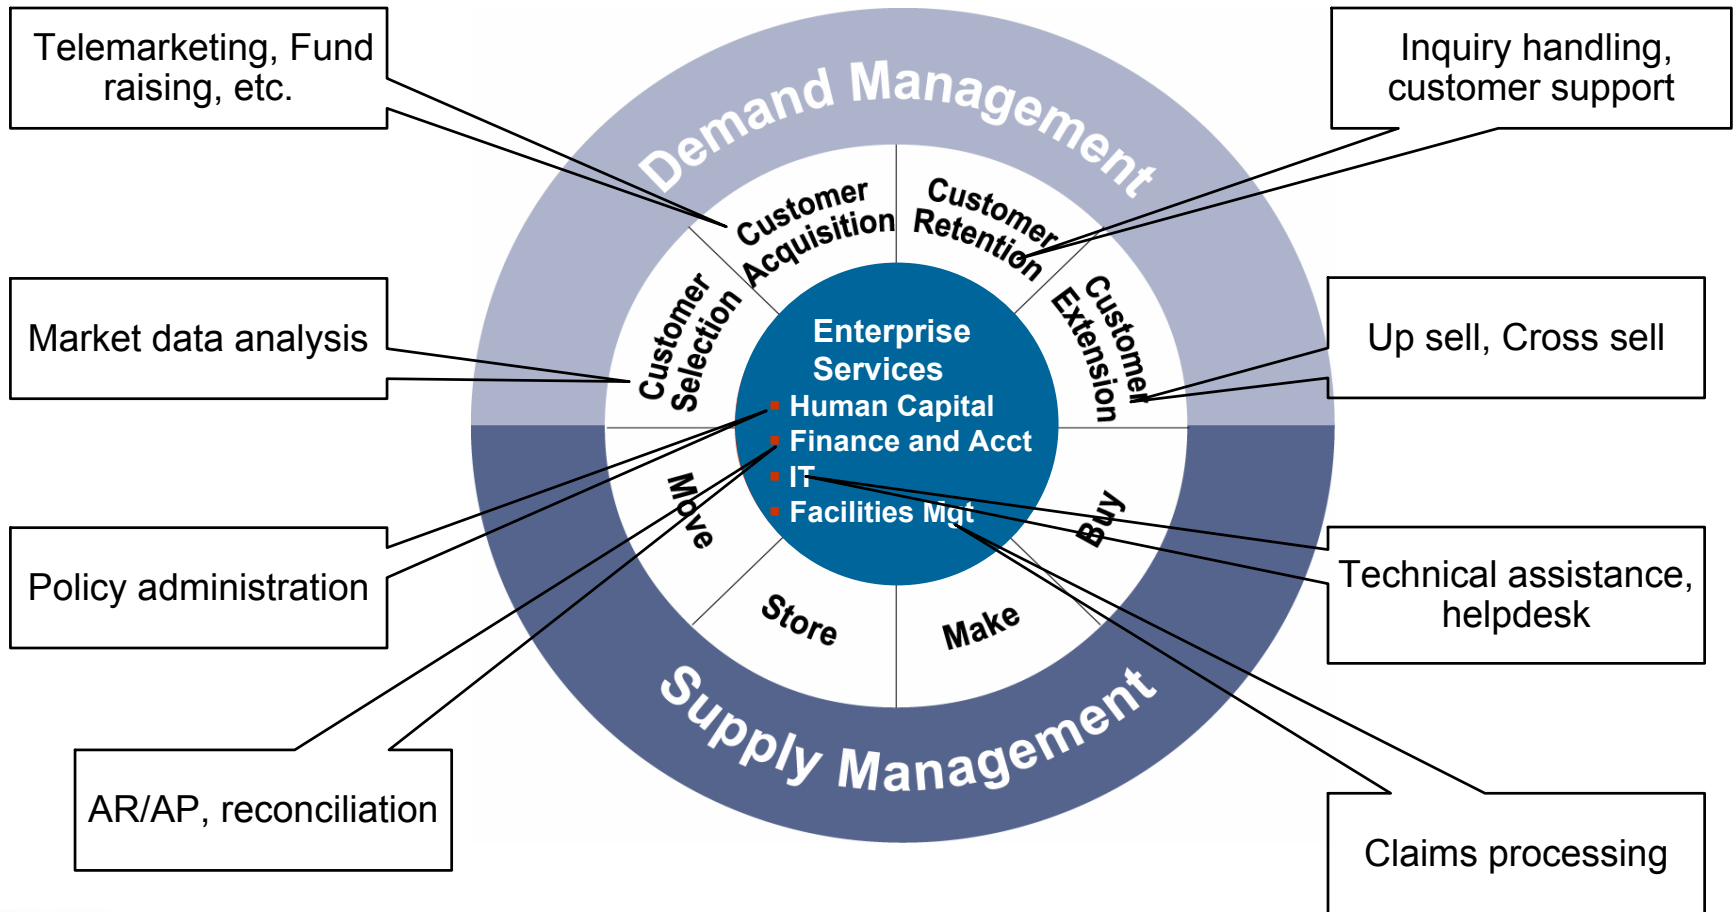 Telemarketing, Fund
raising, etc.
Inquiry handling,
customer support
Demand Management
Customer
Acquisition
Customer
Retention
Customer
Selection
Customer
Extension
Market data analysis
Up sell, Cross sell
Enterprise
Services
▪ Human Capital
▪ Finance and Acct
▪ IT
▪ Facilities Mgt
Move
Buy
Store
Make
Policy administration
Technical assistance,
helpdesk
Supply Management
AR/AP, reconciliation
Claims processing